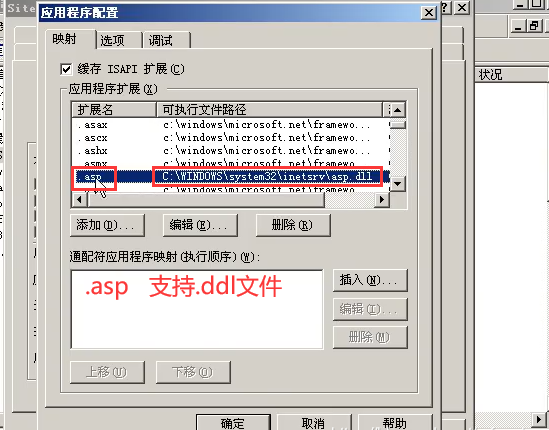 Site
应用程序配置
映射
选项
调试
缓存 ISAPI 扩展(C)
应用程序扩展(X)
扩展名 可执行文件路径
.asax c:\windows\microsoft.net\framewo...
.ascx c:\windows\microsoft.net\framewo...
.ashx c:\windows\microsoft.net\framewo...
.asmx c:\windows\microsoft.net\framewo...
.asp C:\WINDOWS\system32\inetsrv\asp.dll
添加(D)...
编辑(E)...
删除(R)
通配符应用程序映射(执行顺序)(W):
.asp 支持.ddl文件
插入(N)...
编辑(I)...
删除(M)
上移(U)
下移(O)
确定
取消
帮助
状况